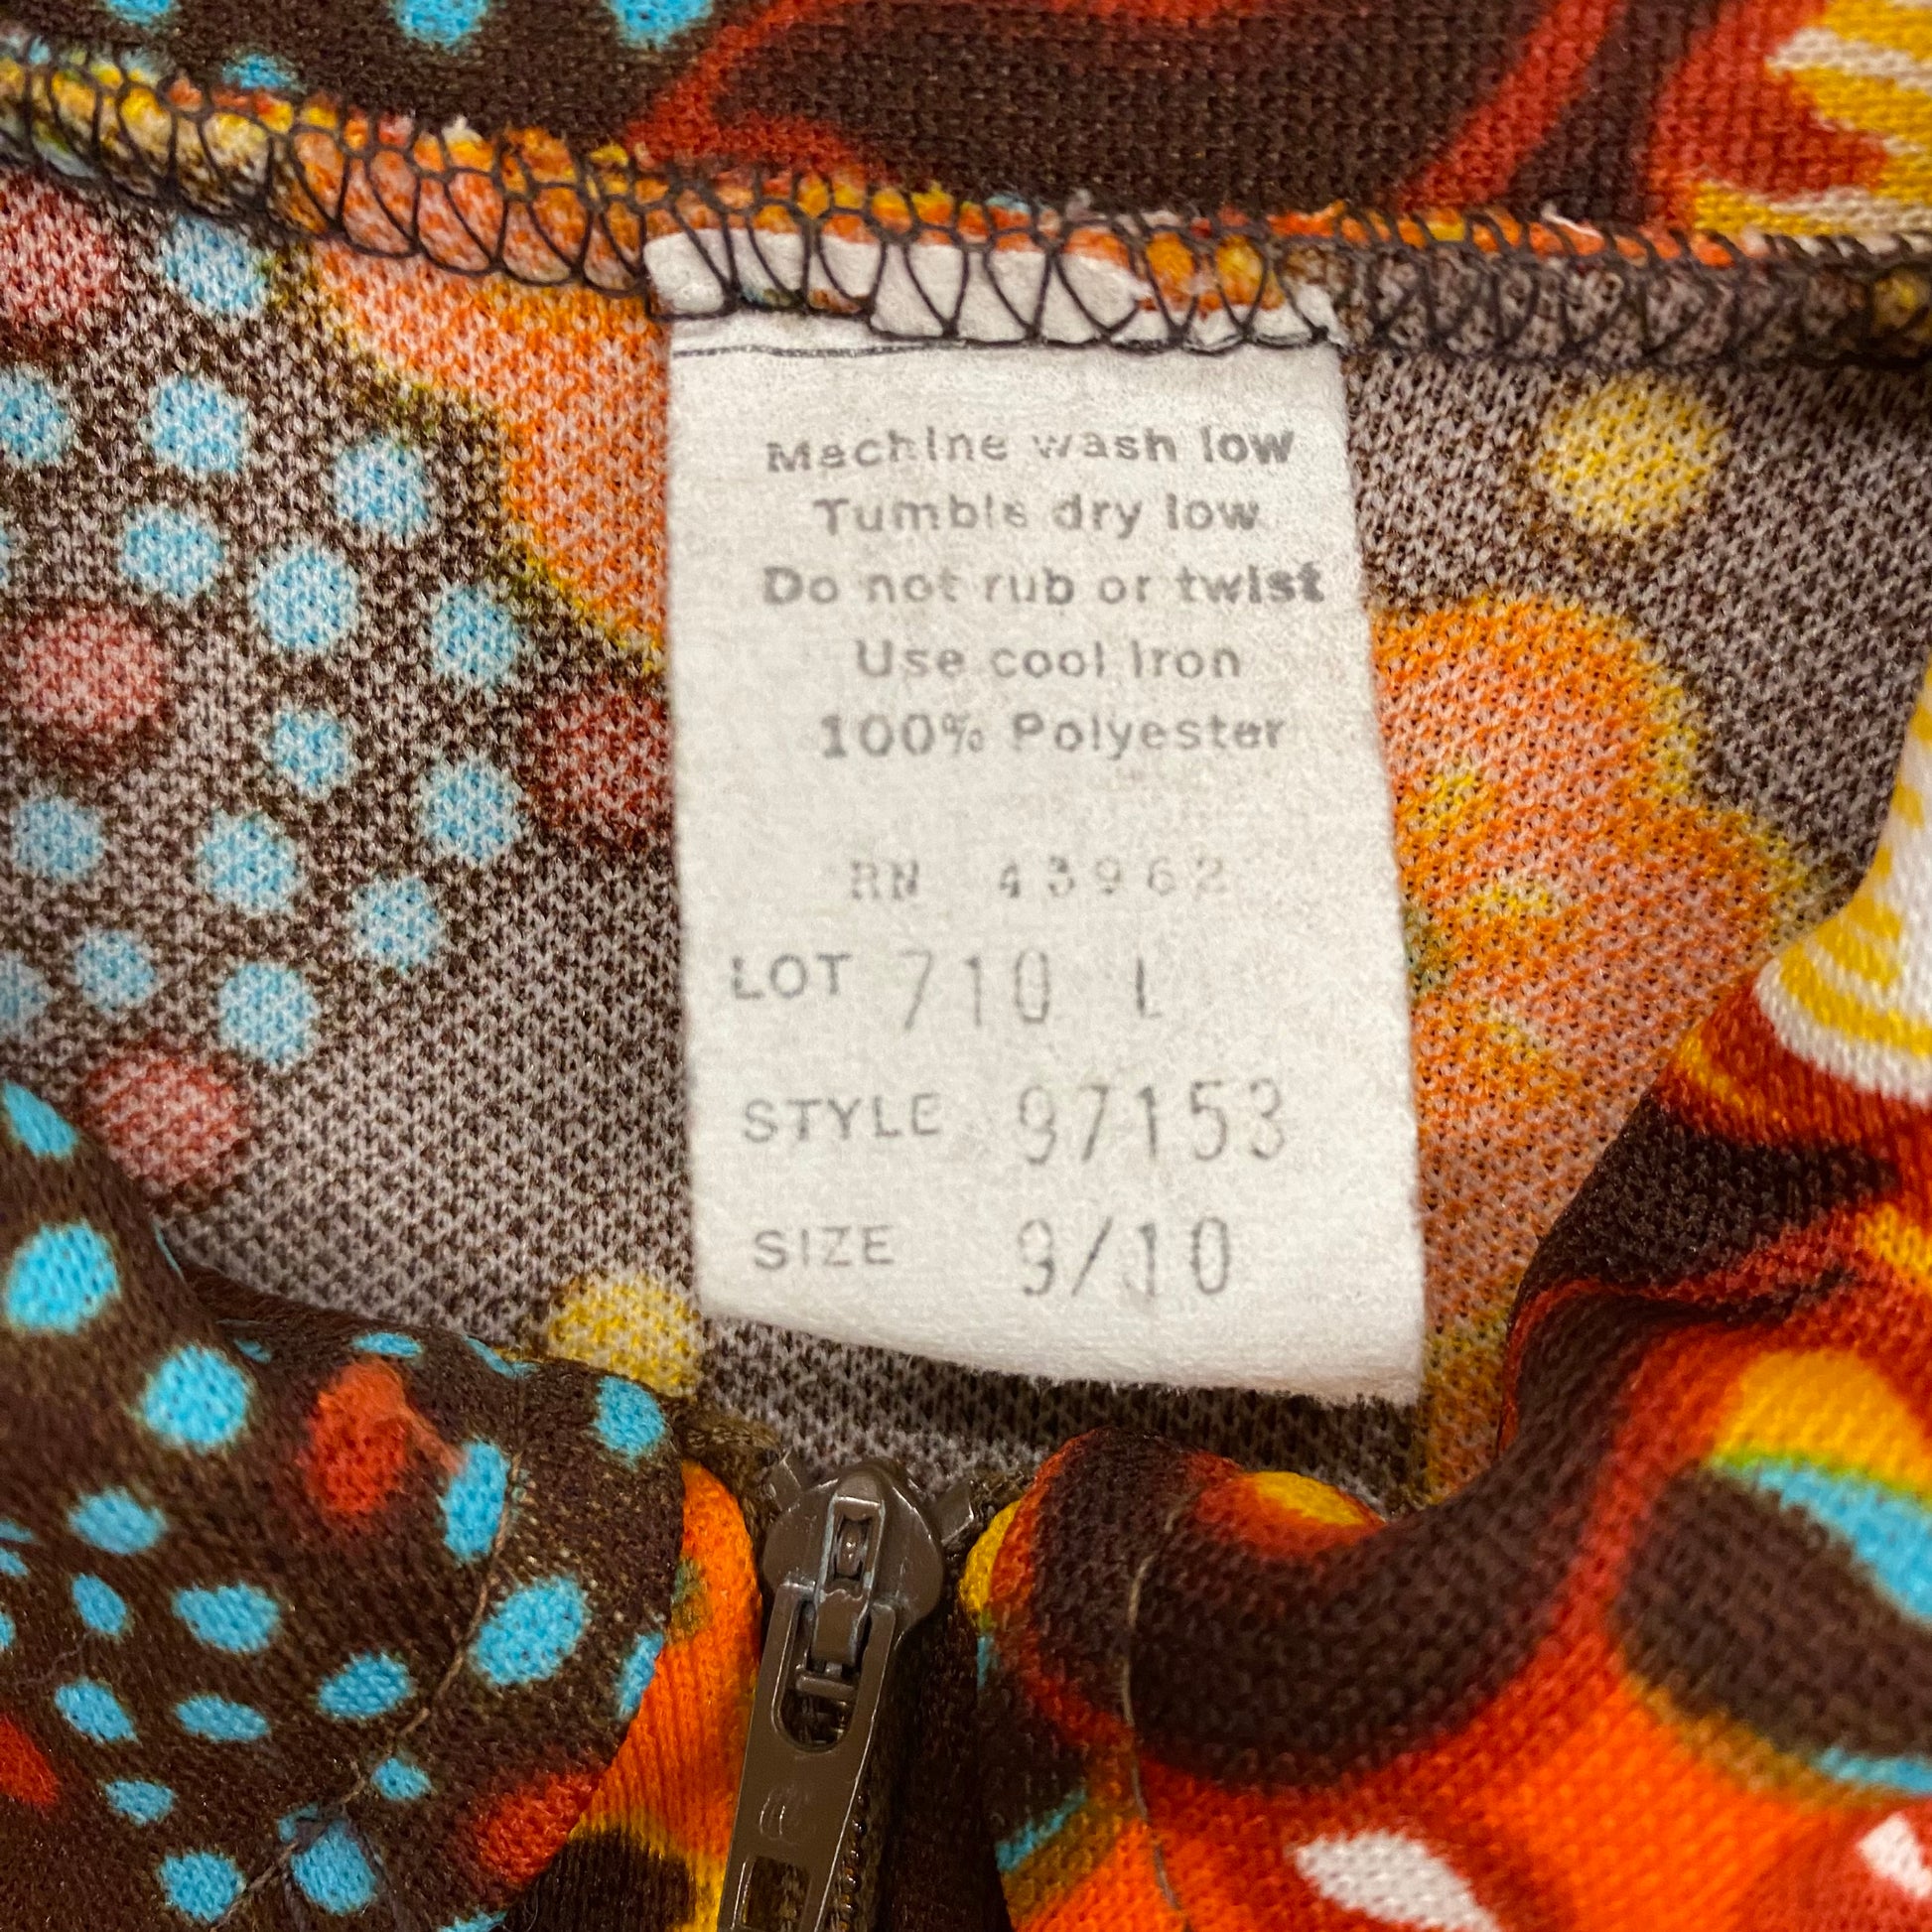 Machine wash low
Tumble dry low
Do not rub or twist
Use cool iron
100% Polyester
RN 43962
LOT 710 L
STYLE 97153
SIZE 9/10